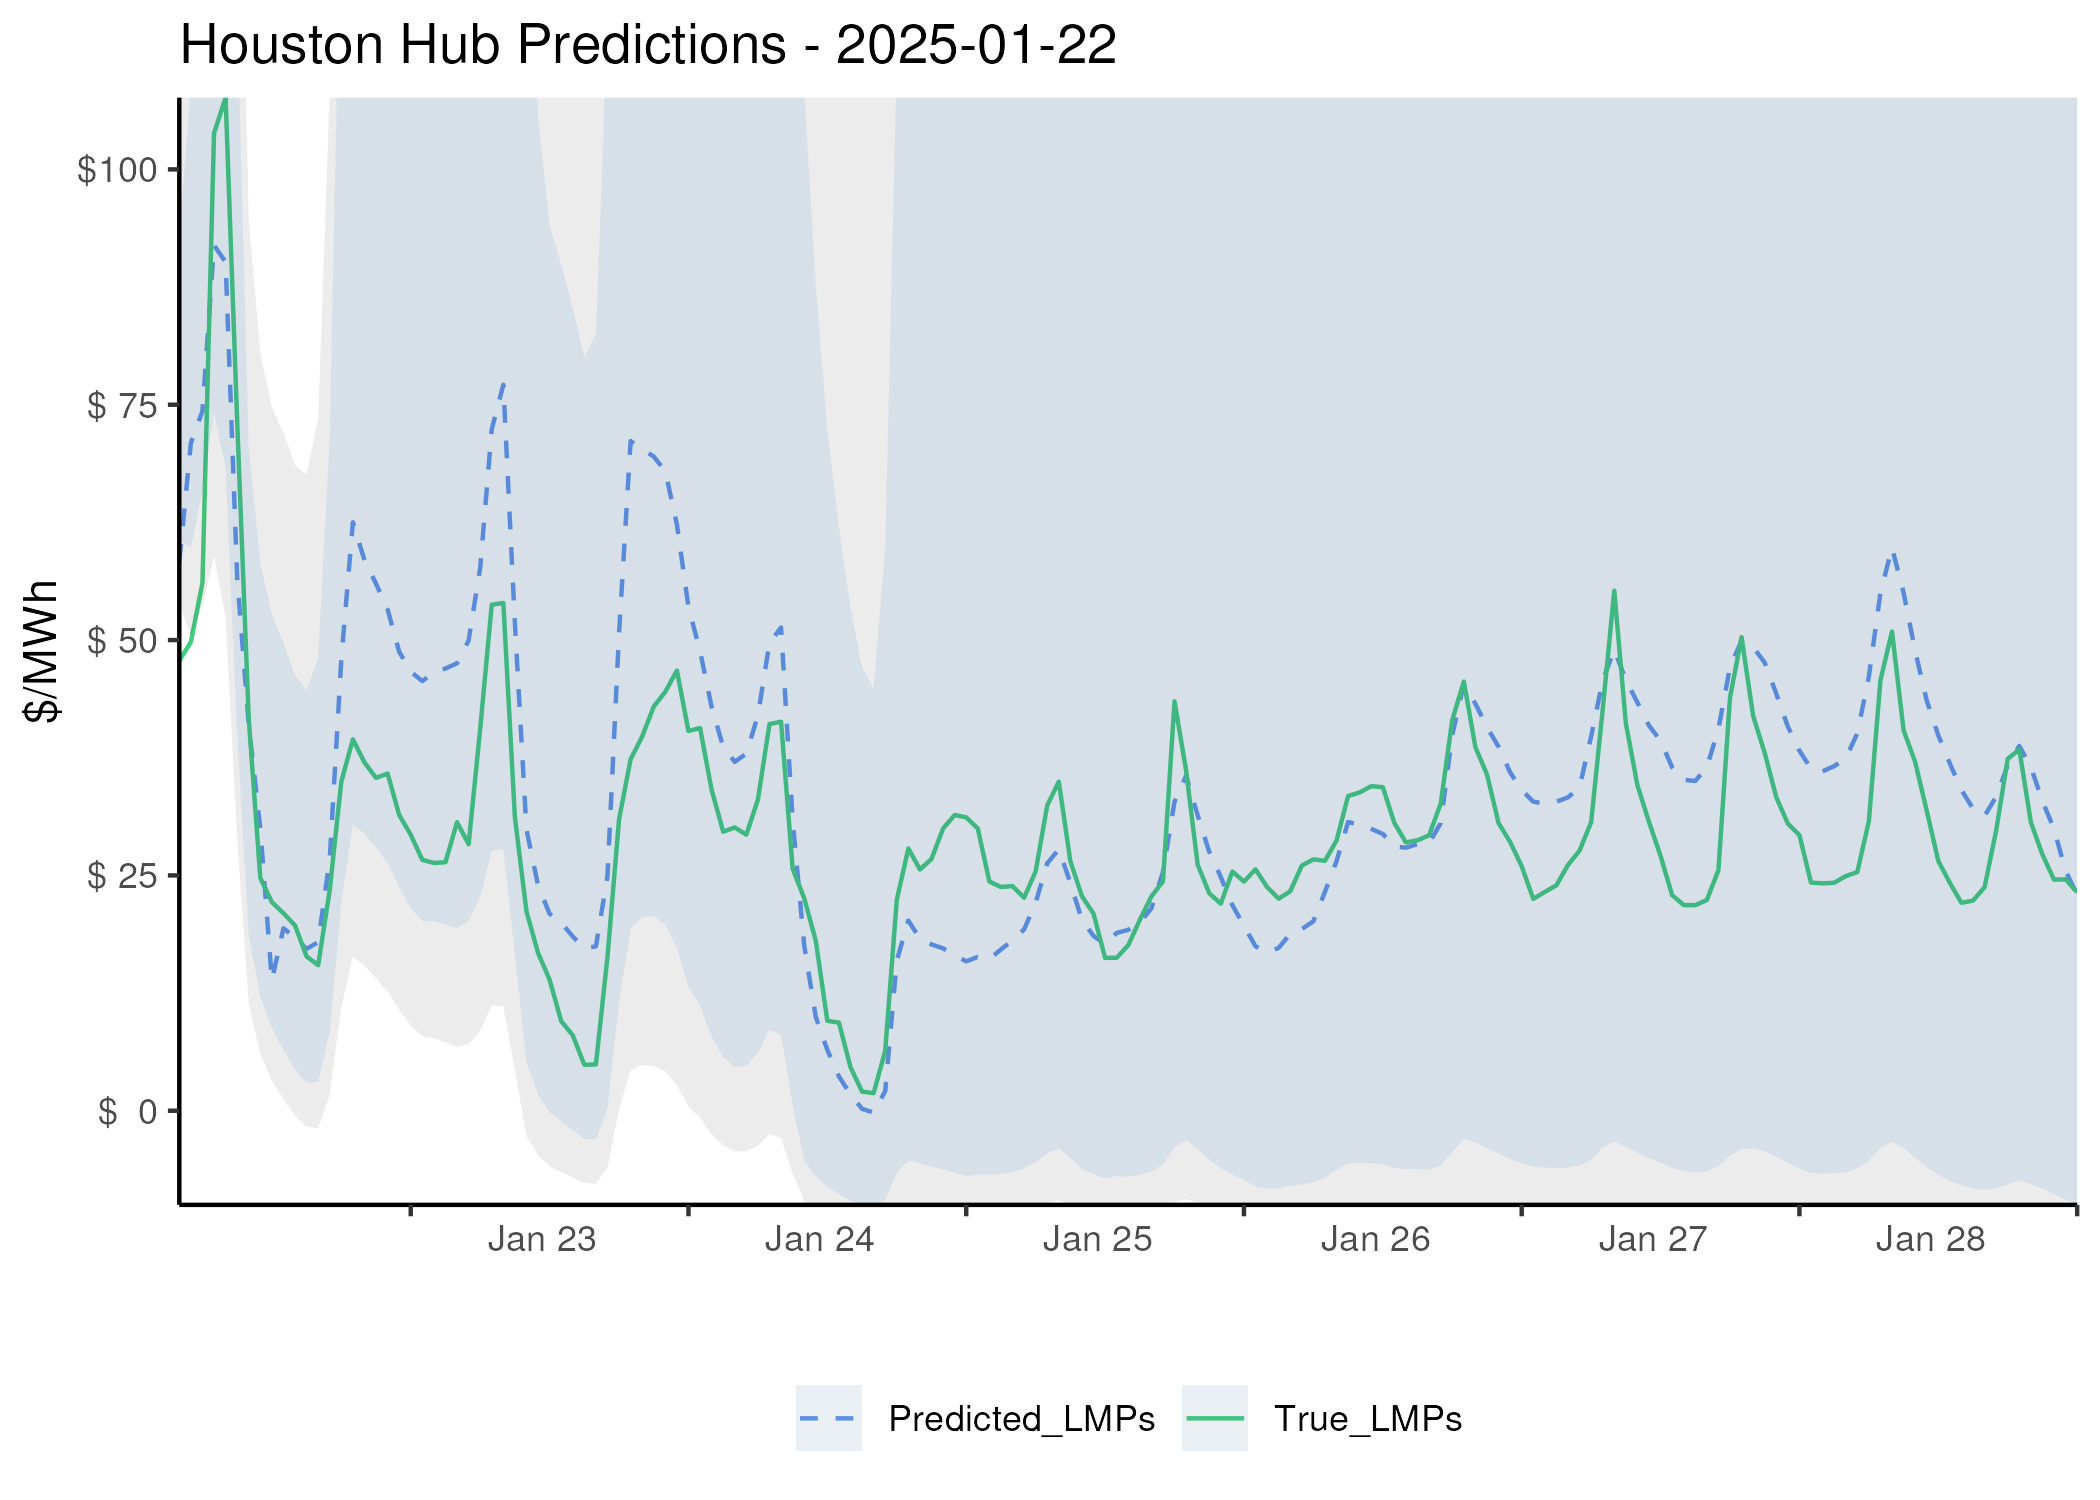 Houston Hub Predictions - 2025-01-22
$100
$ 75
$ 50
$ 25
$ 0
$/MWh
Jan 23 Jan 24 Jan 25 Jan 26 Jan 27 Jan 28
Predicted_LMPs True_LMPs